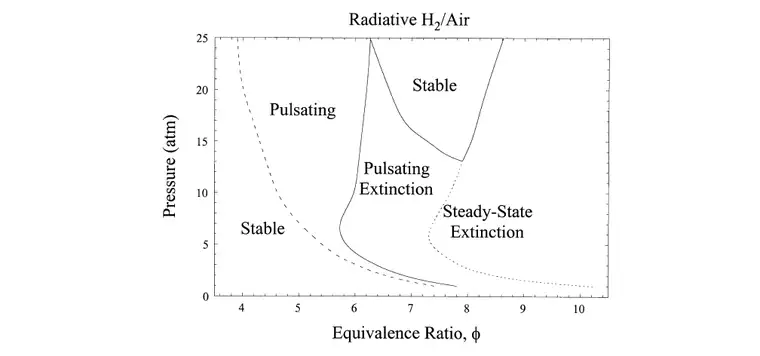 Radiative H₂/Air
25
20
15
10
5
0
Pressure (atm)
Stable
Pulsating
Pulsating
Extinction
Stable
Steady-State
Extinction
4 5 6 7 8 9 10
Equivalence Ratio, ϕ